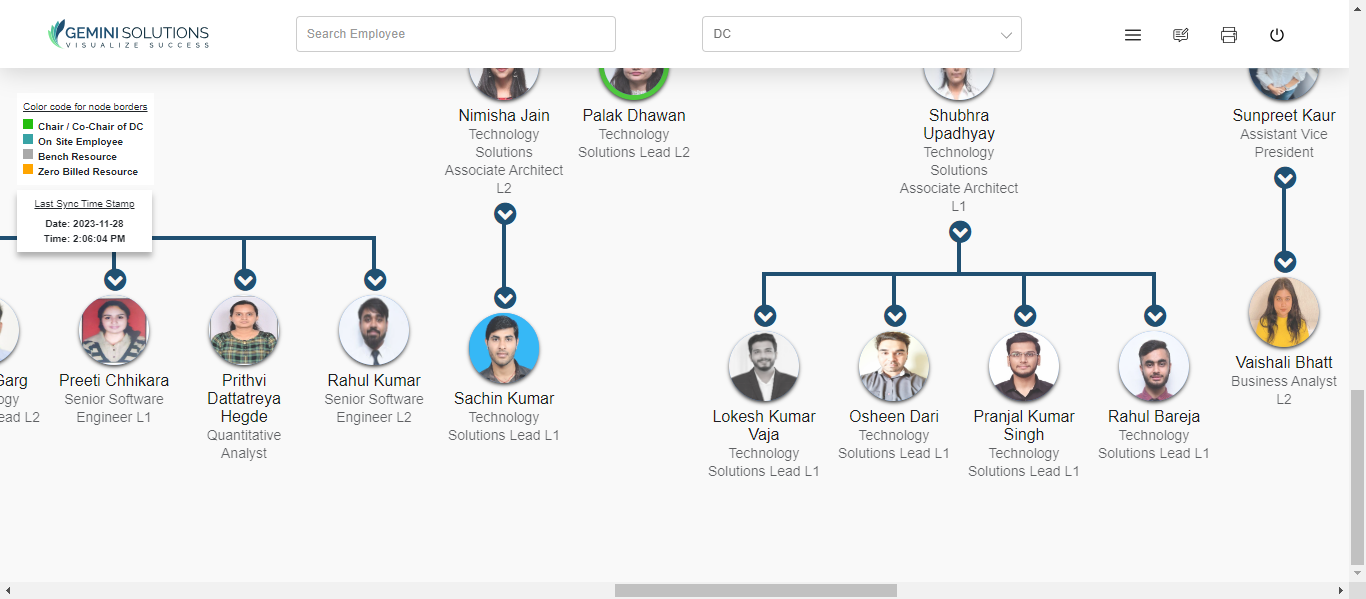 GEMINI SOLUTIONS
VISUALIZE SUCCESS
Search Employee
DC
Color code for node borders
Chair / Co-Chair of DC
On Site Employee
Bench Resource
Zero Billed Resource
Last Sync Time Stamp
Date: 2023-11-28
Time: 2:06:04 PM
Nimisha Jain
Technology
Solutions
Associate Architect
L2
Palak Dhawan
Technology
Solutions Lead L2
Shubhra
Upadhyay
Technology
Solutions
Associate Architect
L1
Sunpreet Kaur
Assistant Vice
President
Garg
ogy
ead L2
Preeti Chhikara
Senior Software
Engineer L1
Prithvi
Dattatreya
Hegde
Quantitative
Analyst
Rahul Kumar
Senior Software
Engineer L2
Sachin Kumar
Technology
Solutions Lead L1
Lokesh Kumar
Vaja
Technology
Solutions Lead L1
Osheen Dari
Technology
Solutions Lead L1
Pranjal Kumar
Singh
Technology
Solutions Lead L1
Rahul Bareja
Technology
Solutions Lead L1
Vaishali Bhatt
Business Analyst
L2